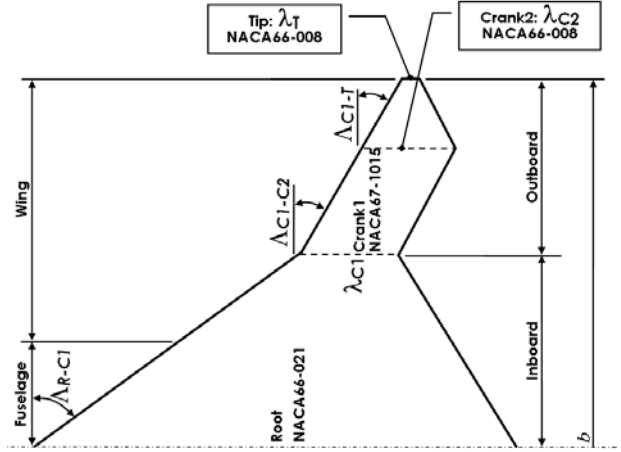 Tip: λT
NACA66-008
Crank2: λC2
NACA66-008
Wing
ΛC1-T
ΛC1-C2
λC1 Crank1
NACA67-1015
Outboard
Fuselage
ΛR-C1
Root
NACA66-021
Inboard
b